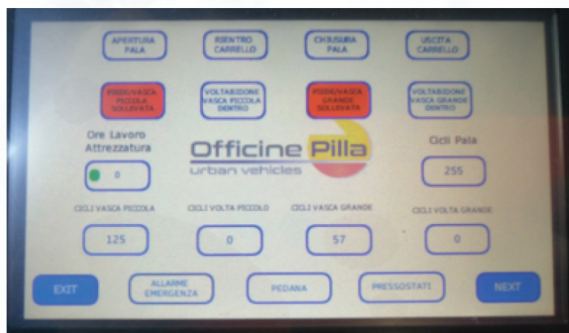 APERTURA
PALA
RIENTRO
CARRELLO
CHIUSURA
PALA
USCITA
CARRELLO
PIEDE/VASCA
PICCOLA
SOLLEVATA
VOLTABIDONE
VASCA PICCOLA
DENTRO
PIEDE/VASCA
GRANDE
SOLLEVATA
VOLTABIDONE
VASCA GRANDE
DENTRO
Ore Lavoro
Attrezzatura
0
Officine Pilla
urban vehicles
Cicli Pala
255
CICLI VASCA PICCOLA
CICLI VOLTA PICCOLO
CICLI VASCA GRANDE
CICLI VOLTA GRANDE
125
0
57
0
EXIT
ALLARME
EMERGENZA
PEDANA
PRESSOSTATI
NEXT